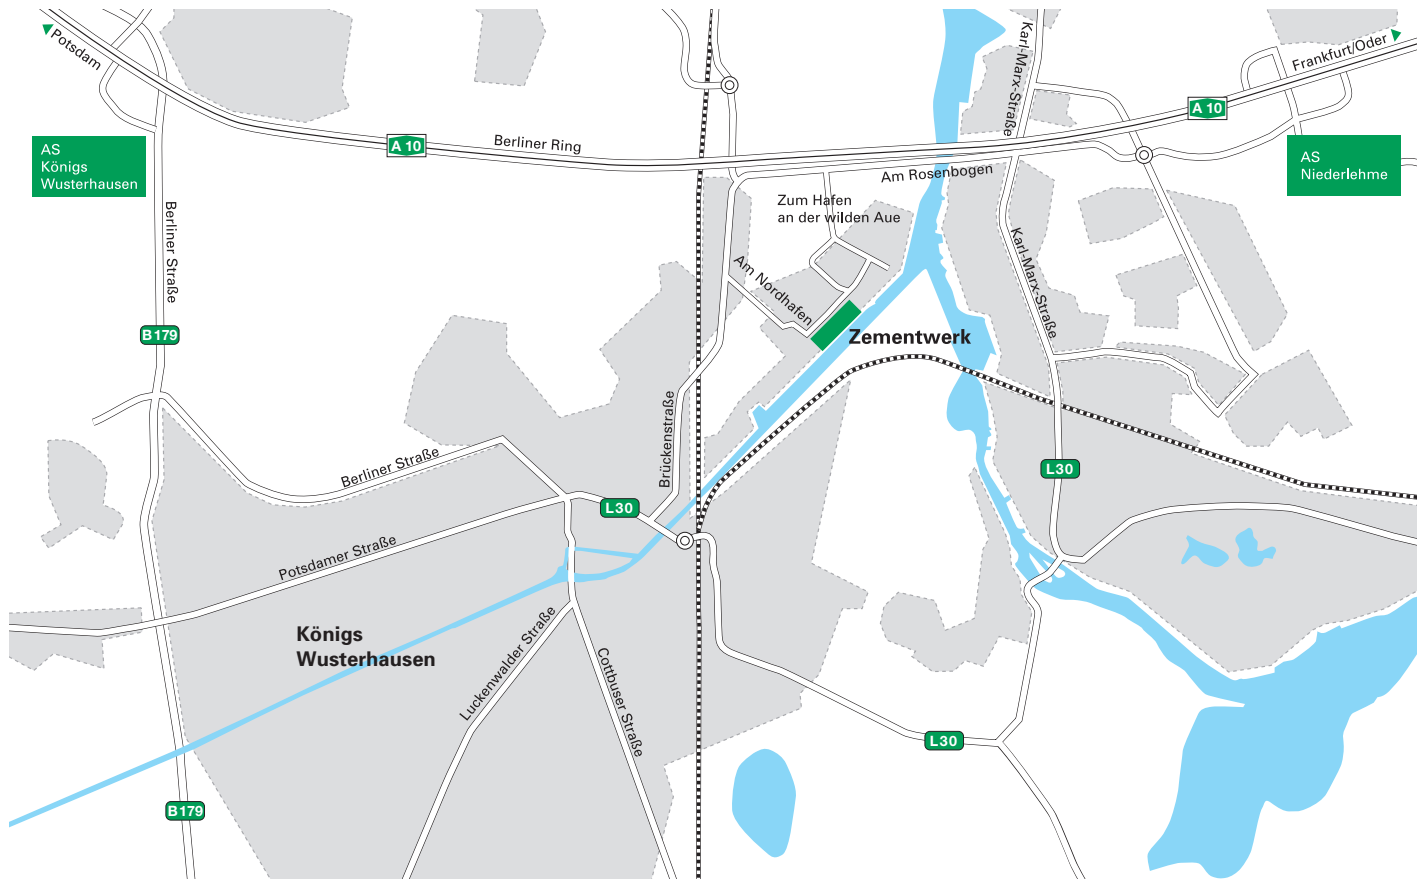 Potsdam
Karl-Marx-Straße
Frankfurt/Oder
A 10
AS
Königs
Wusterhausen
A 10
Berliner Ring
AS
Niederlehme
Am Rosenbogen
Zum Hafen
an der wilden Aue
Berliner Straße
Karl-Marx-Straße
Am Nordhafen
B179
Zementwerk
Brückenstraße
Berliner Straße
L30
L30
Potsdamer Straße
Königs
Wusterhausen
Luckenwalder Straße
Cottbuser Straße
L30
B179